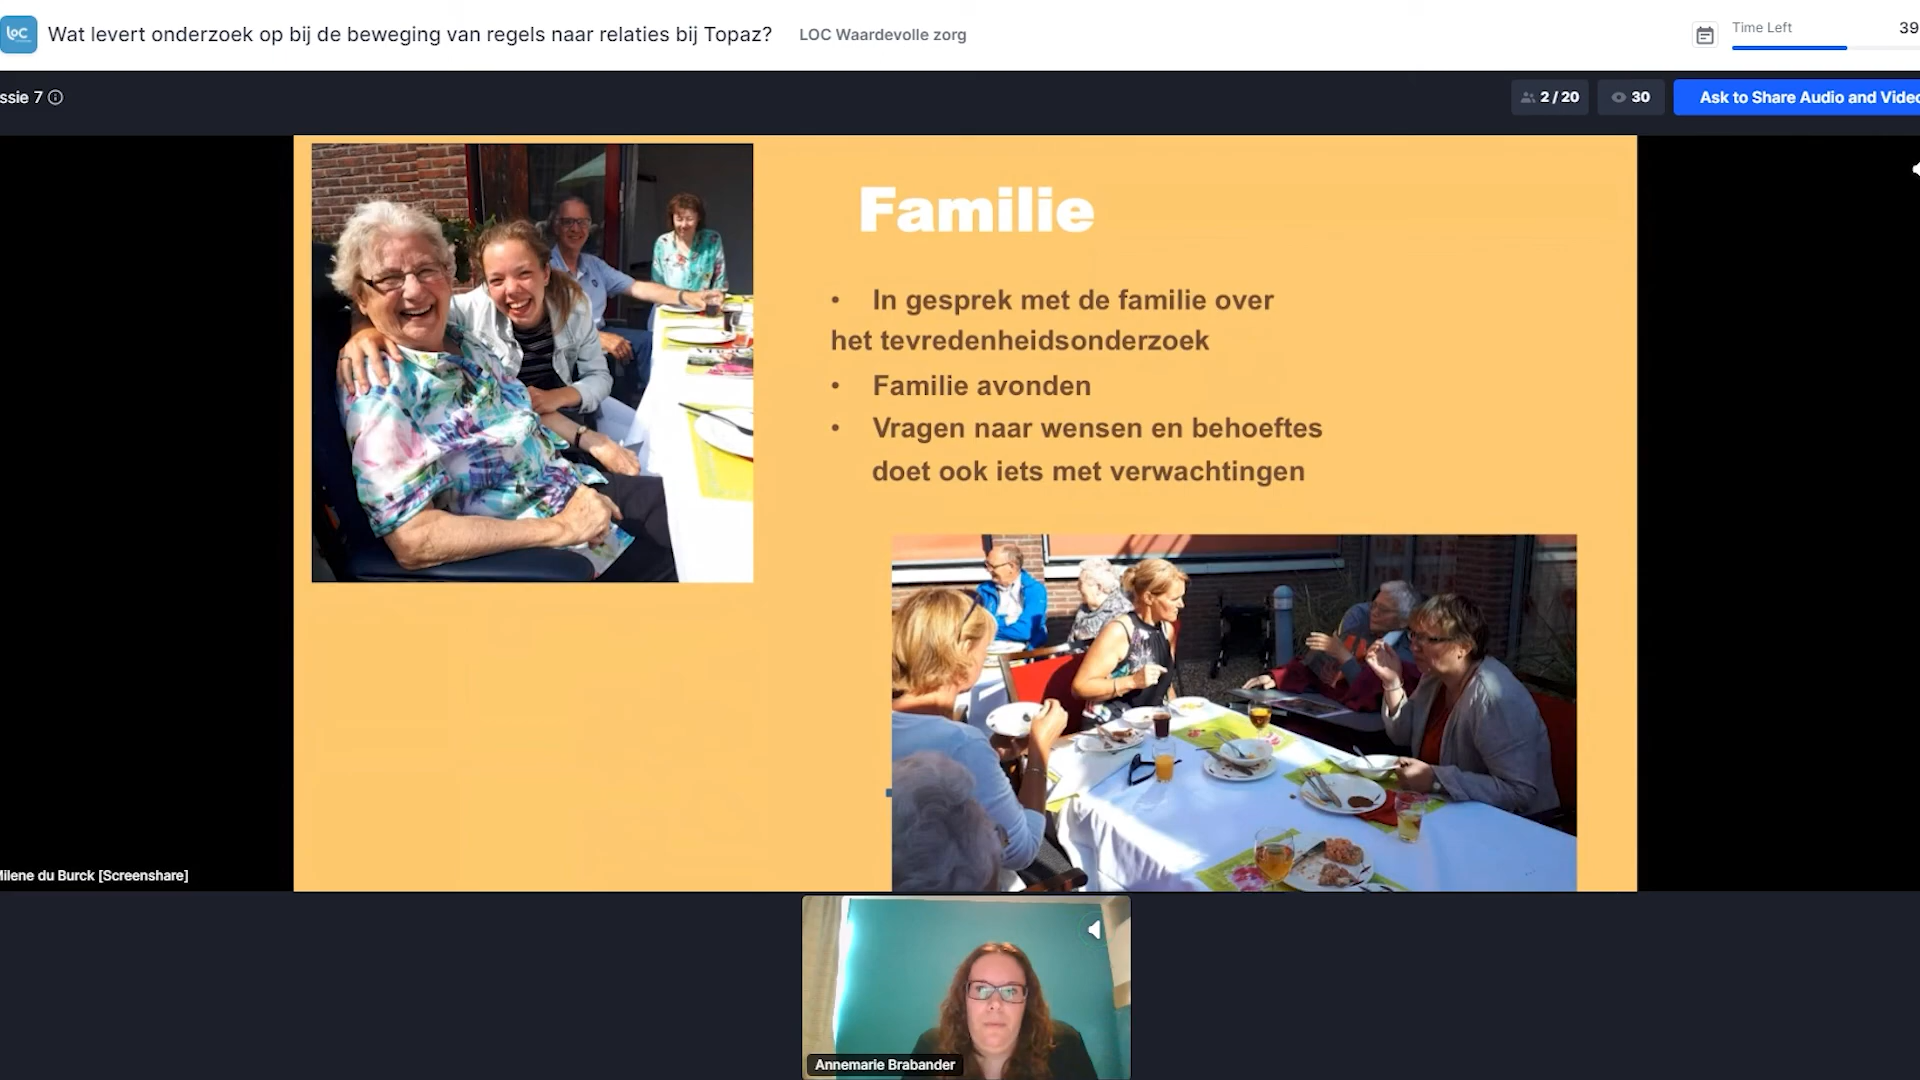 LOC
Wat levert onderzoek op bij de beweging van regels naar relaties bij Topaz?
LOC Waardevolle zorg
Time Left
39
ssie 7
2 / 20
30
Ask to Share Audio and Video
Familie
• In gesprek met de familie over
het tevredenheidsonderzoek
• Familie avonden
• Vragen naar wensen en behoeftes
doet ook iets met verwachtingen
Milene du Burck [Screenshare]
Annemarie Brabander